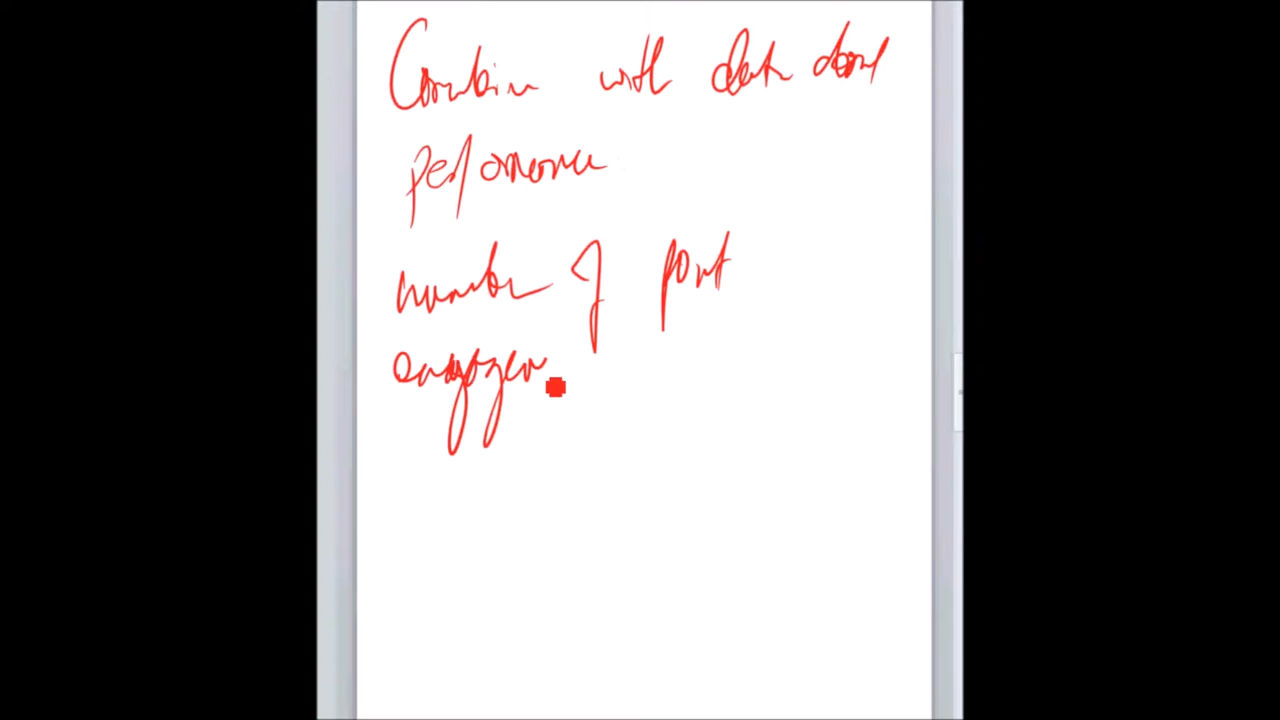 Combine with data
performance
number of port